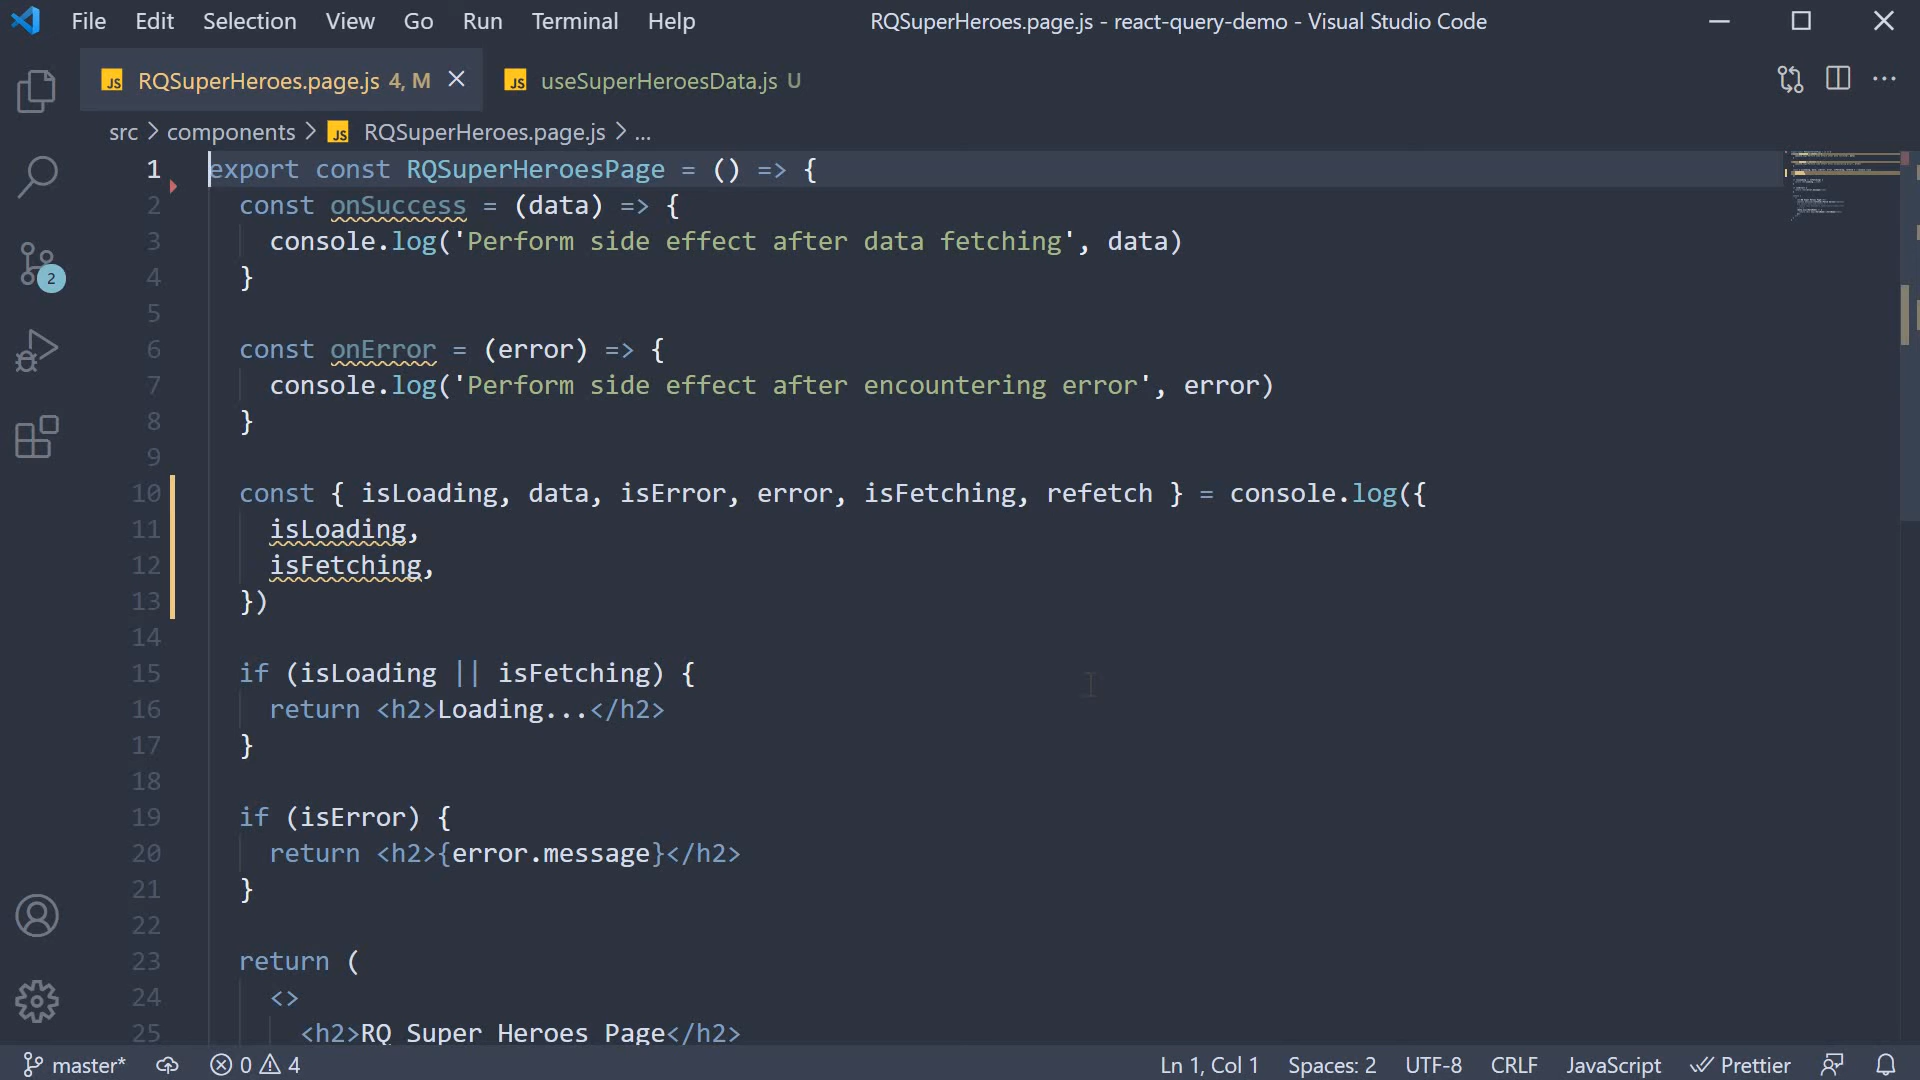 File Edit Selection View Go Run Terminal Help RQSuperHeroes.page.js - react-query-demo - Visual Studio Code
JS RQSuperHeroes.page.js 4, M JS useSuperHeroesData.js U
src > components > JS RQSuperHeroes.page.js > ...
1 export const RQSuperHeroesPage = () => {
2 const onSuccess = (data) => {
3 console.log('Perform side effect after data fetching', data)
4 }
5
6 const onError = (error) => {
7 console.log('Perform side effect after encountering error', error)
8 }
9
10 const { isLoading, data, isError, error, isFetching, refetch } = console.log({
11 isLoading,
12 isFetching,
13 })
14
15 if (isLoading || isFetching) {
16 return <h2>Loading...</h2>
17 }
18
19 if (isError) {
20 return <h2>{error.message}</h2>
21 }
22
23 return (
24 <>
25 <h2>RQ Super Heroes Page</h2>
2
master* 0 4 Ln 1, Col 1 Spaces: 2 UTF-8 CRLF JavaScript Prettier